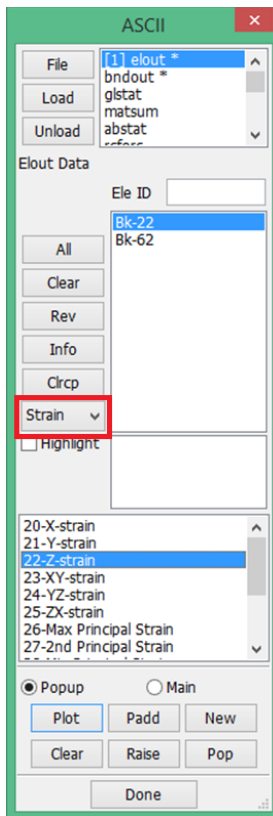 ASCII
File
Load
Unload
[1] elout *
bndout *
glstat
matsum
abstat
Elout Data
Ele ID
All
Clear
Rev
Info
Clrcp
Strain
Highlight
Bk-22
Bk-62
20-X-strain
21-Y-strain
22-Z-strain
23-XY-strain
24-YZ-strain
25-ZX-strain
26-Max Principal Strain
27-2nd Principal Strain
Popup Main
Plot Padd New
Clear Raise Pop
Done